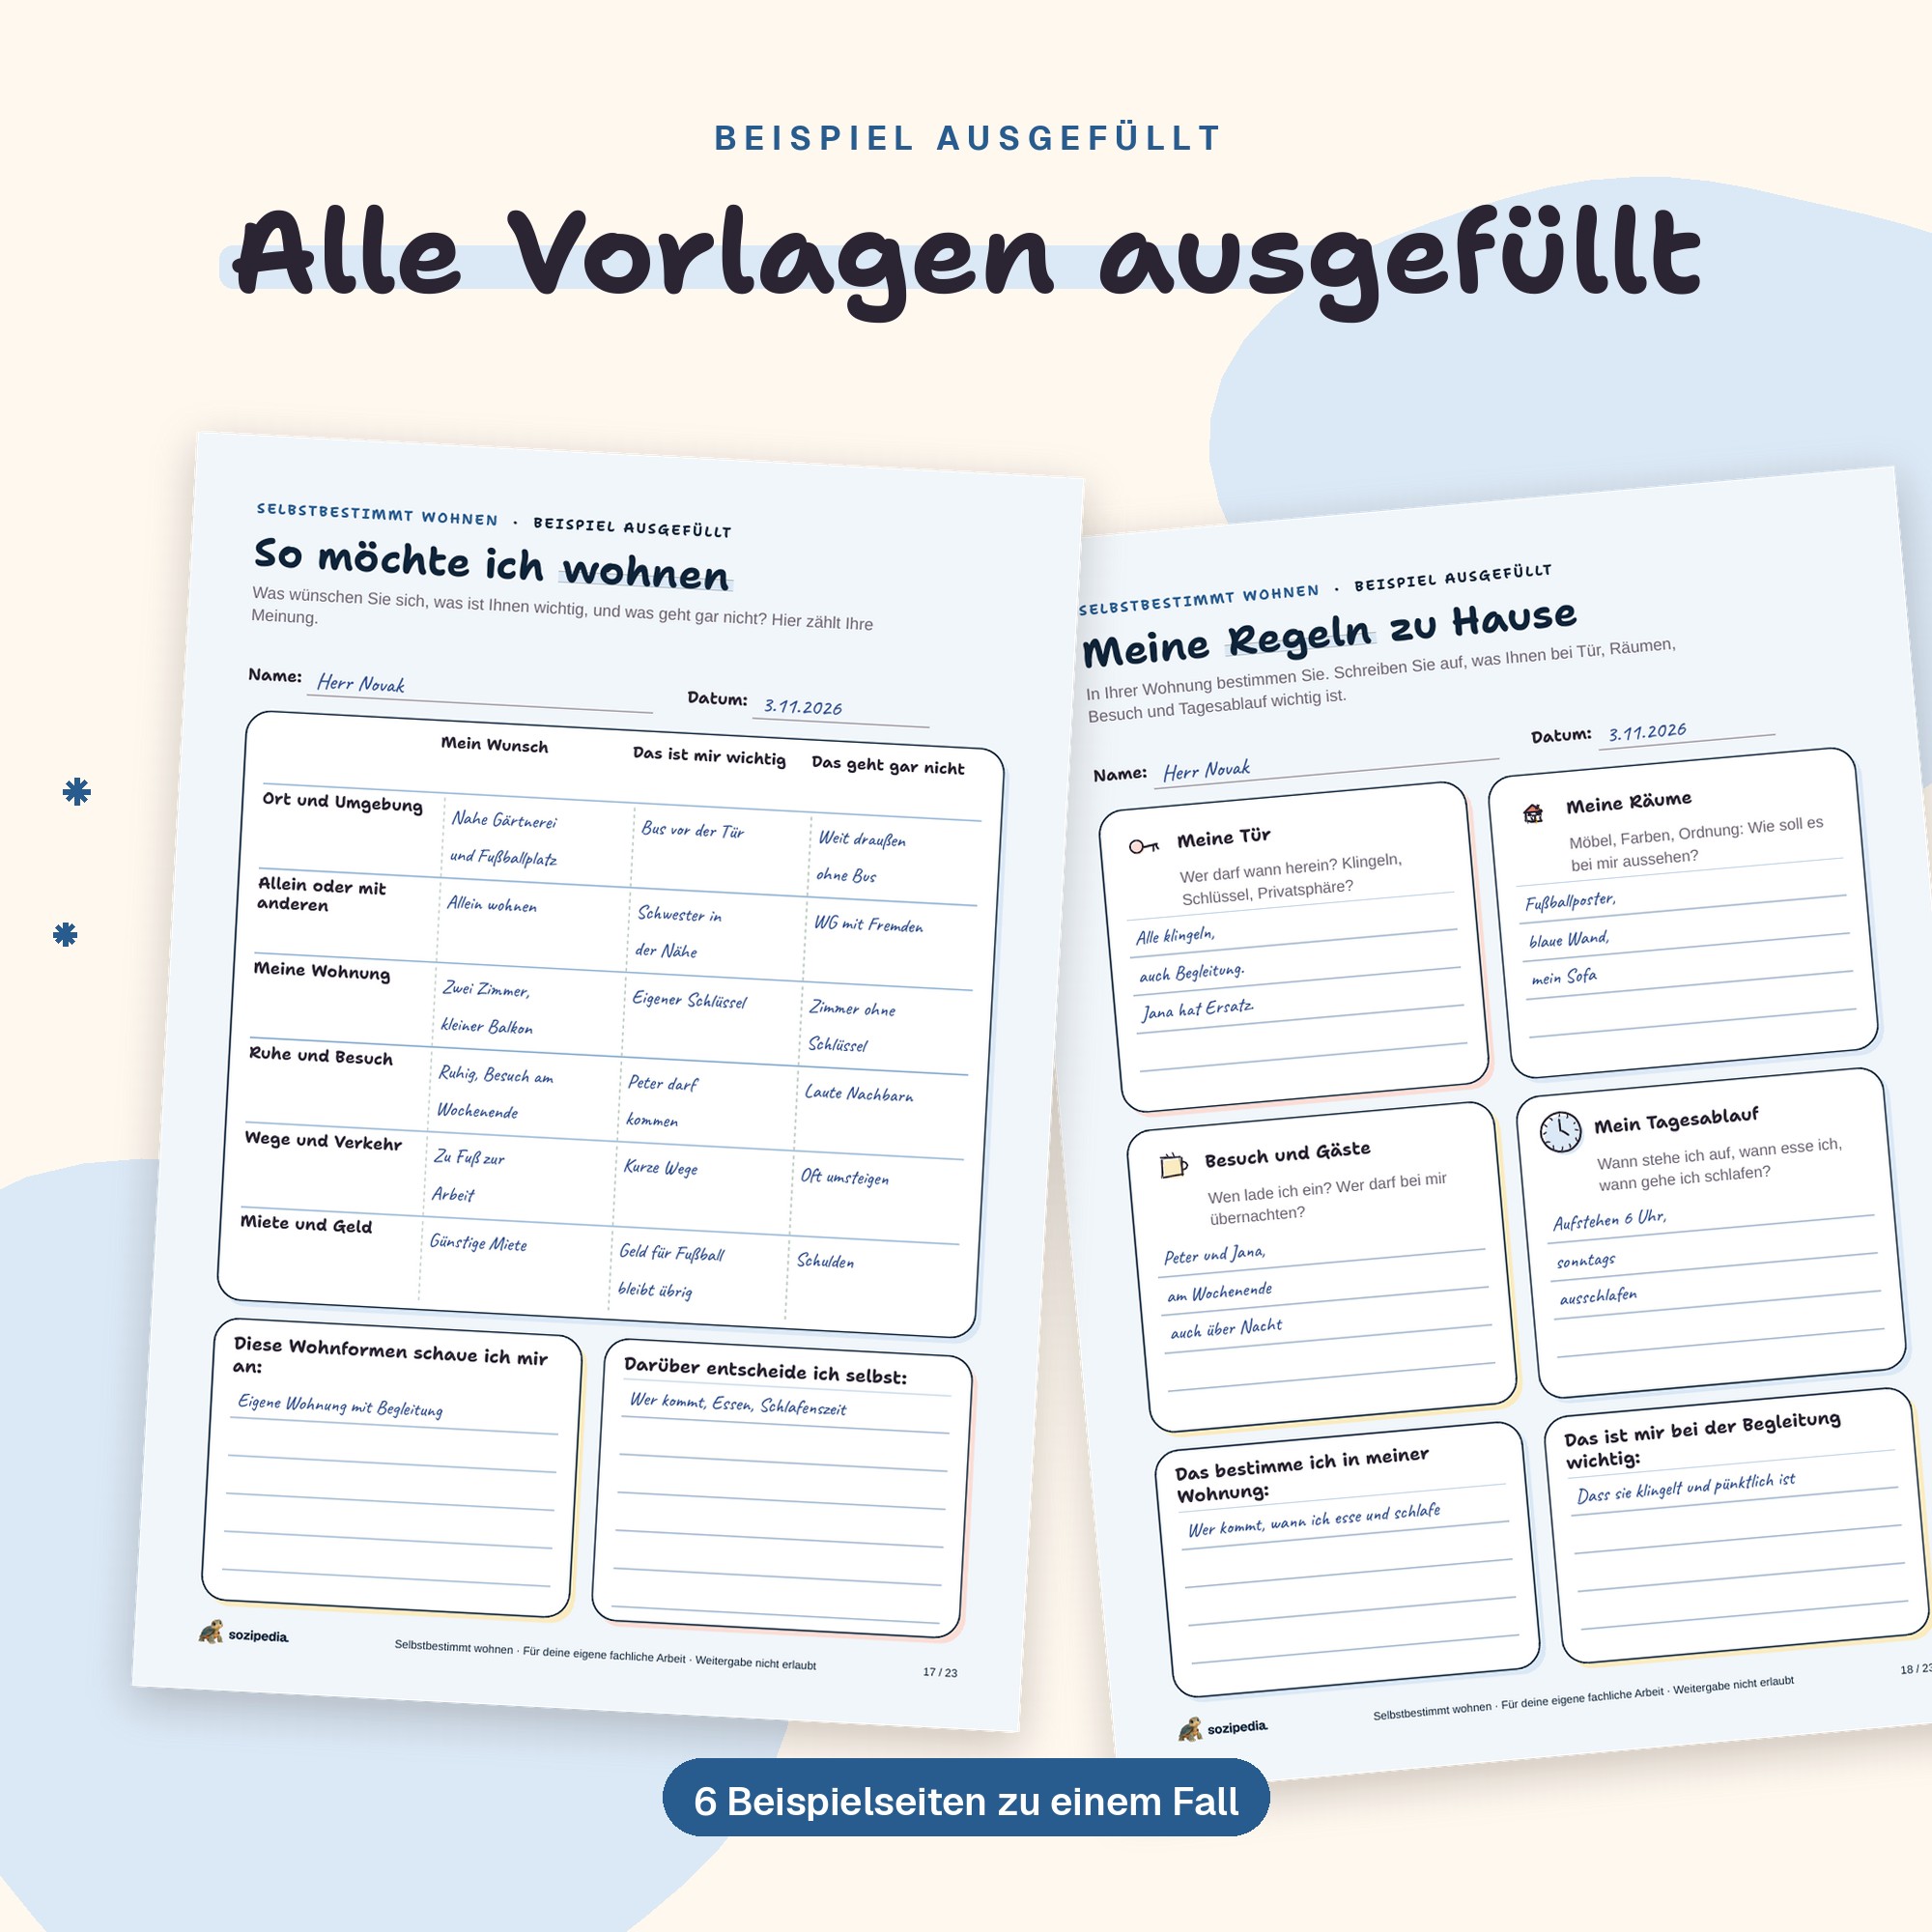 BEISPIEL AUSGEFÜLLT
Alle Vorlagen ausgefüllt
SELBSTBESTIMMT WOHNEN · BEISPIEL AUSGEFÜLLT
So möchte ich wohnen
Was wünschen Sie sich, was ist Ihnen wichtig, und was geht gar nicht? Hier zählt Ihre
Meinung.
Name: Herr Novak Datum: 3.11.2026
Mein Wunsch Das ist mir wichtig Das geht gar nicht
Ort und Umgebung
Nahe Gärtnerei
und Fußballplatz
Bus vor der Tür
Weit draußen
ohne Bus
Allein oder mit
anderen
Allein wohnen
Schwester in
der Nähe
WG mit Fremden
Meine Wohnung
Zwei Zimmer,
kleiner Balkon
Eigener Schlüssel
Zimmer ohne
Schlüssel
Ruhe und Besuch
Ruhig, Besuch am
Wochenende
Peter darf
kommen
Laute Nachbarn
Wege und Verkehr
Zu Fuß zur
Arbeit
Kurze Wege
Oft umsteigen
Miete und Geld
Günstige Miete
Geld für Fußball
bleibt übrig
Schulden
Diese Wohnformen schaue ich mir
an:
Eigene Wohnung mit Begleitung
Darüber entscheide ich selbst:
Wer kommt, Essen, Schlafenszeit
sozipedia.
Selbstbestimmt wohnen · Für deine eigene fachliche Arbeit · Weitergabe nicht erlaubt
17 / 23
SELBSTBESTIMMT WOHNEN · BEISPIEL AUSGEFÜLLT
Meine Regeln zu Hause
In Ihrer Wohnung bestimmen Sie. Schreiben Sie auf, was Ihnen bei Tür, Räumen,
Besuch und Tagesablauf wichtig ist.
Name: Herr Novak Datum: 3.11.2026
Meine Tür
Wer darf wann herein? Klingeln,
Schlüssel, Privatsphäre?
Alle klingeln,
auch Begleitung.
Jana hat Ersatz.
Meine Räume
Möbel, Farben, Ordnung: Wie soll es
bei mir aussehen?
Fußballposter,
blaue Wand,
mein Sofa
Besuch und Gäste
Wen lade ich ein? Wer darf bei mir
übernachten?
Peter und Jana,
am Wochenende
auch über Nacht
Mein Tagesablauf
Wann stehe ich auf, wann esse ich,
wann gehe ich schlafen?
Aufstehen 6 Uhr,
sonntags
ausschlafen
Das bestimme ich in meiner
Wohnung:
Wer kommt, wann ich esse und schlafe
Das ist mir bei der Begleitung
wichtig:
Dass sie klingelt und pünktlich ist
sozipedia.
Selbstbestimmt wohnen · Für deine eigene fachliche Arbeit · Weitergabe nicht erlaubt
18 / 23
6 Beispielseiten zu einem Fall